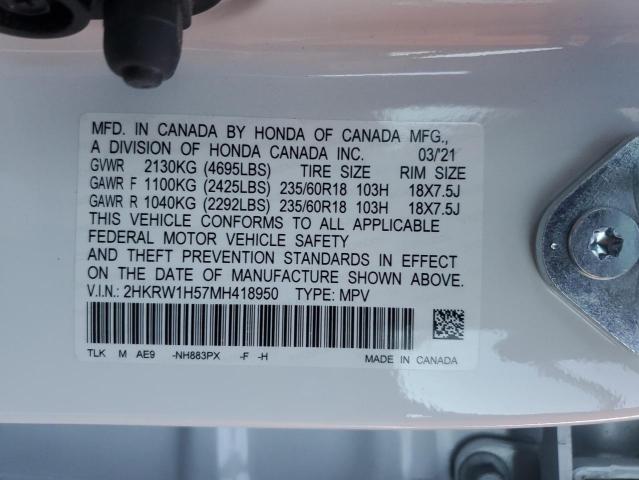 MFD. IN CANADA BY HONDA OF CANADA MFG.,
A DIVISION OF HONDA CANADA INC. 03/'21
GVWR 2130KG (4695LBS) TIRE SIZE RIM SIZE
GAWR F 1100KG (2425LBS) 235/60R18 103H 18X7.5J
GAWR R 1040KG (2292LBS) 235/60R18 103H 18X7.5J
THIS VEHICLE CONFORMS TO ALL APPLICABLE
FEDERAL MOTOR VEHICLE SAFETY
AND THEFT PREVENTION STANDARDS IN EFFECT
ON THE DATE OF MANUFACTURE SHOWN ABOVE.
V.I.N.: 2HKRW1H57MH418950 TYPE: MPV
TLK M AE9 -NH883PX -F -H MADE IN CANADA